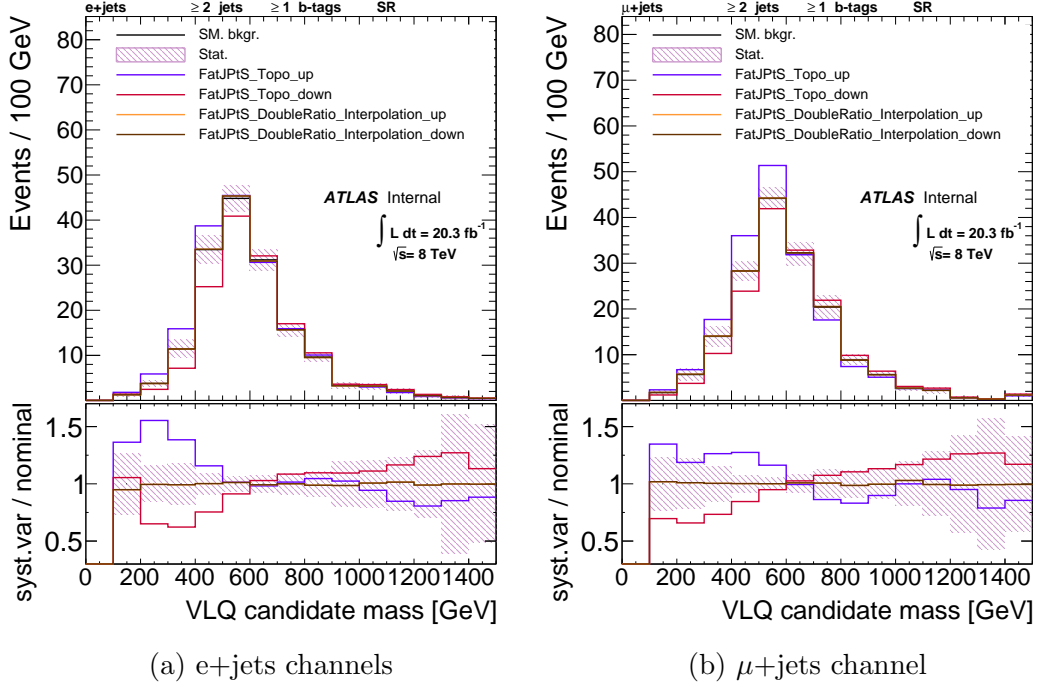 e+jets ≥ 2 jets ≥ 1 b-tags SR
Events / 100 GeV
80
70
60
50
40
30
20
10
SM. bkgr.
Stat.
FatJPtS_Topo_up
FatJPtS_Topo_down
FatJPtS_DoubleRatio_Interpolation_up
FatJPtS_DoubleRatio_Interpolation_down
ATLAS Internal
∫ L dt = 20.3 fb⁻¹
√s= 8 TeV
syst.var / nominal
1.5
1
0.5
0 200 400 600 800 1000 1200 1400
VLQ candidate mass [GeV]
(a) e+jets channels
μ+jets ≥ 2 jets ≥ 1 b-tags SR
Events / 100 GeV
80
70
60
50
40
30
20
10
SM. bkgr.
Stat.
FatJPtS_Topo_up
FatJPtS_Topo_down
FatJPtS_DoubleRatio_Interpolation_up
FatJPtS_DoubleRatio_Interpolation_down
ATLAS Internal
∫ L dt = 20.3 fb⁻¹
√s= 8 TeV
syst.var / nominal
1.5
1
0.5
0 200 400 600 800 1000 1200 1400
VLQ candidate mass [GeV]
(b) μ+jets channel